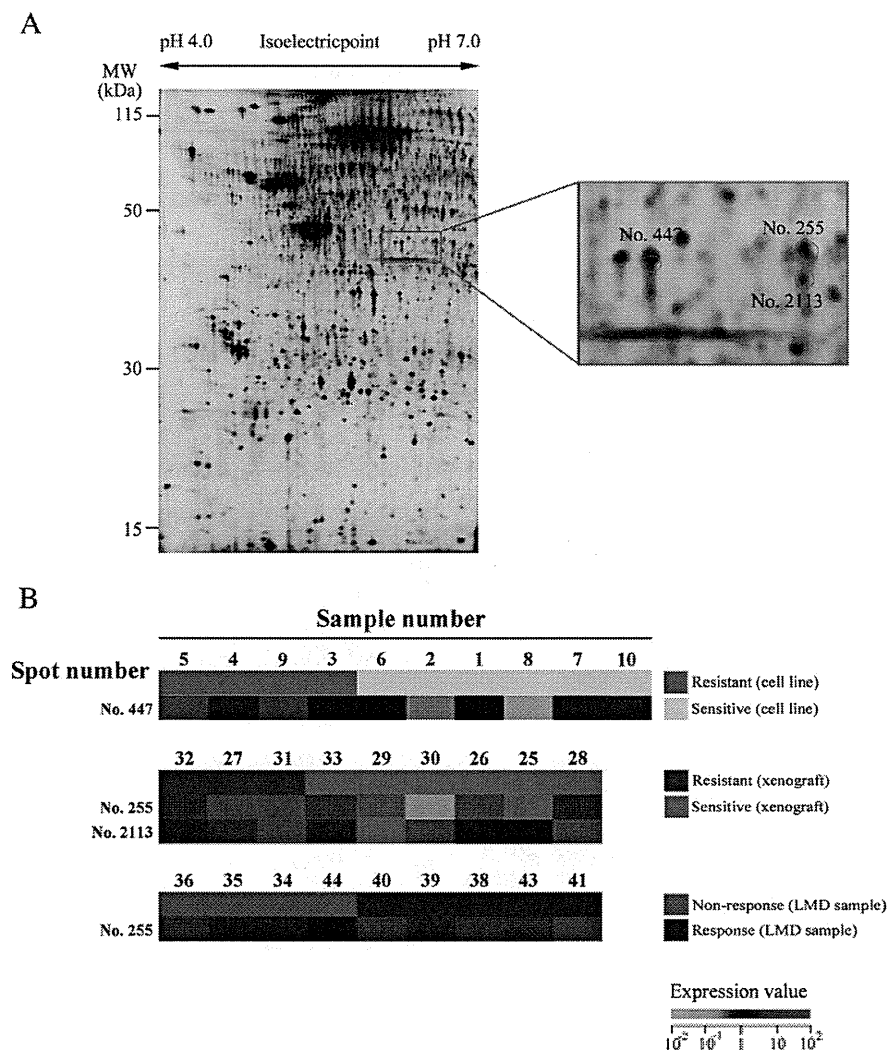 A
pH 4.0 Isoelectricpoint pH 7.0
MW
(kDa)
115
50
30
15
No. 447
No. 255
No. 2113
B
Sample number
Spot number
5 4 9 3 6 2 1 8 7 10
No. 447
Resistant (cell line)
Sensitive (cell line)
32 27 31 33 29 30 26 25 28
No. 255
No. 2113
Resistant (xenograft)
Sensitive (xenograft)
36 35 34 44 40 39 38 43 41
No. 255
Non-response (LMD sample)
Response (LMD sample)
Expression value
10⁻² 10⁻¹ 1 10 10²